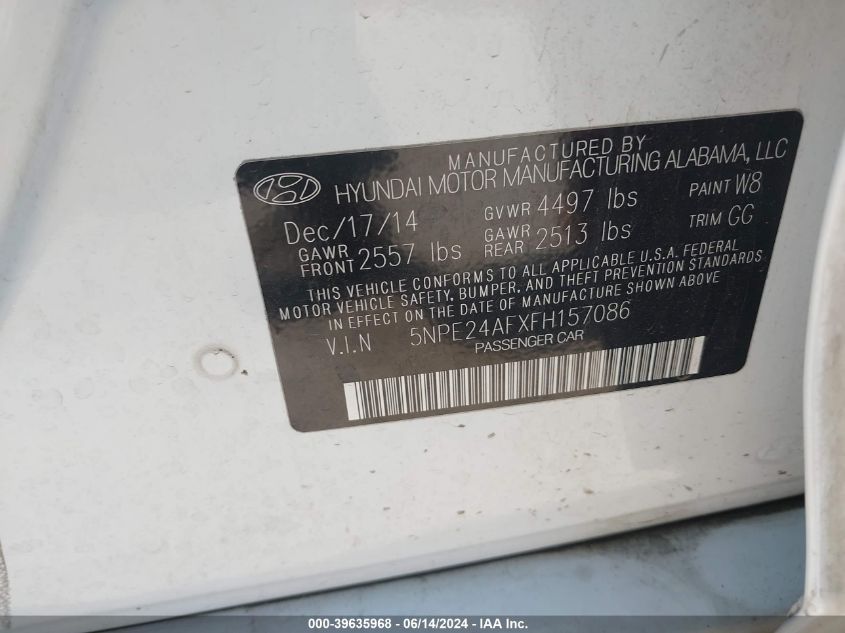 MANUFACTURED BY
HYUNDAI MOTOR MANUFACTURING ALABAMA, LLC
Dec/17/14 GVWR 4497 lbs PAINT W8
GAWR FRONT 2557 lbs GAWR REAR 2513 lbs TRIM GG
THIS VEHICLE CONFORMS TO ALL APPLICABLE U.S.A. FEDERAL
MOTOR VEHICLE SAFETY, BUMPER, AND THEFT PREVENTION STANDARDS
IN EFFECT ON THE DATE OF MANUFACTURE SHOWN ABOVE
V.I.N 5NPE24AFXFH157086
PASSENGER CAR
000-39635968 - 06/14/2024 - IAA Inc.